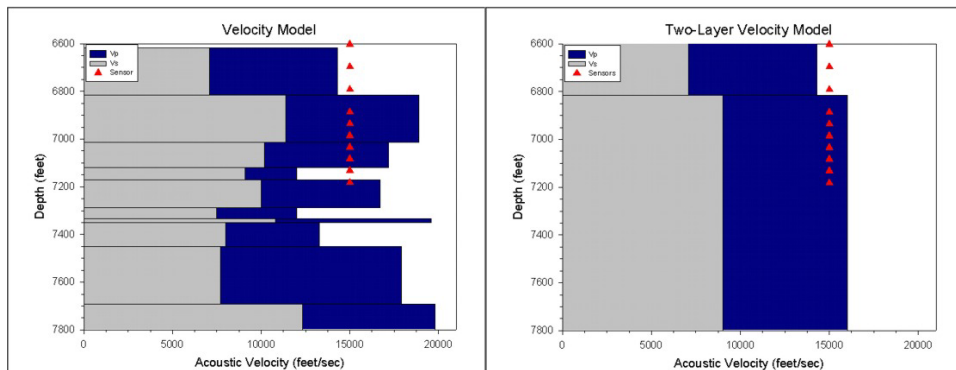 Velocity Model
Vp
Vs
Sensor
6600
6800
7000
7200
7400
7600
7800
Depth (feet)
0
5000
10000
15000
20000
Acoustic Velocity (feet/sec)
Two-Layer Velocity Model
Vp
Vs
Sensors
6600
6800
7000
7200
7400
7600
7800
Depth (feet)
0
5000
10000
15000
20000
Acoustic Velocity (feet/sec)